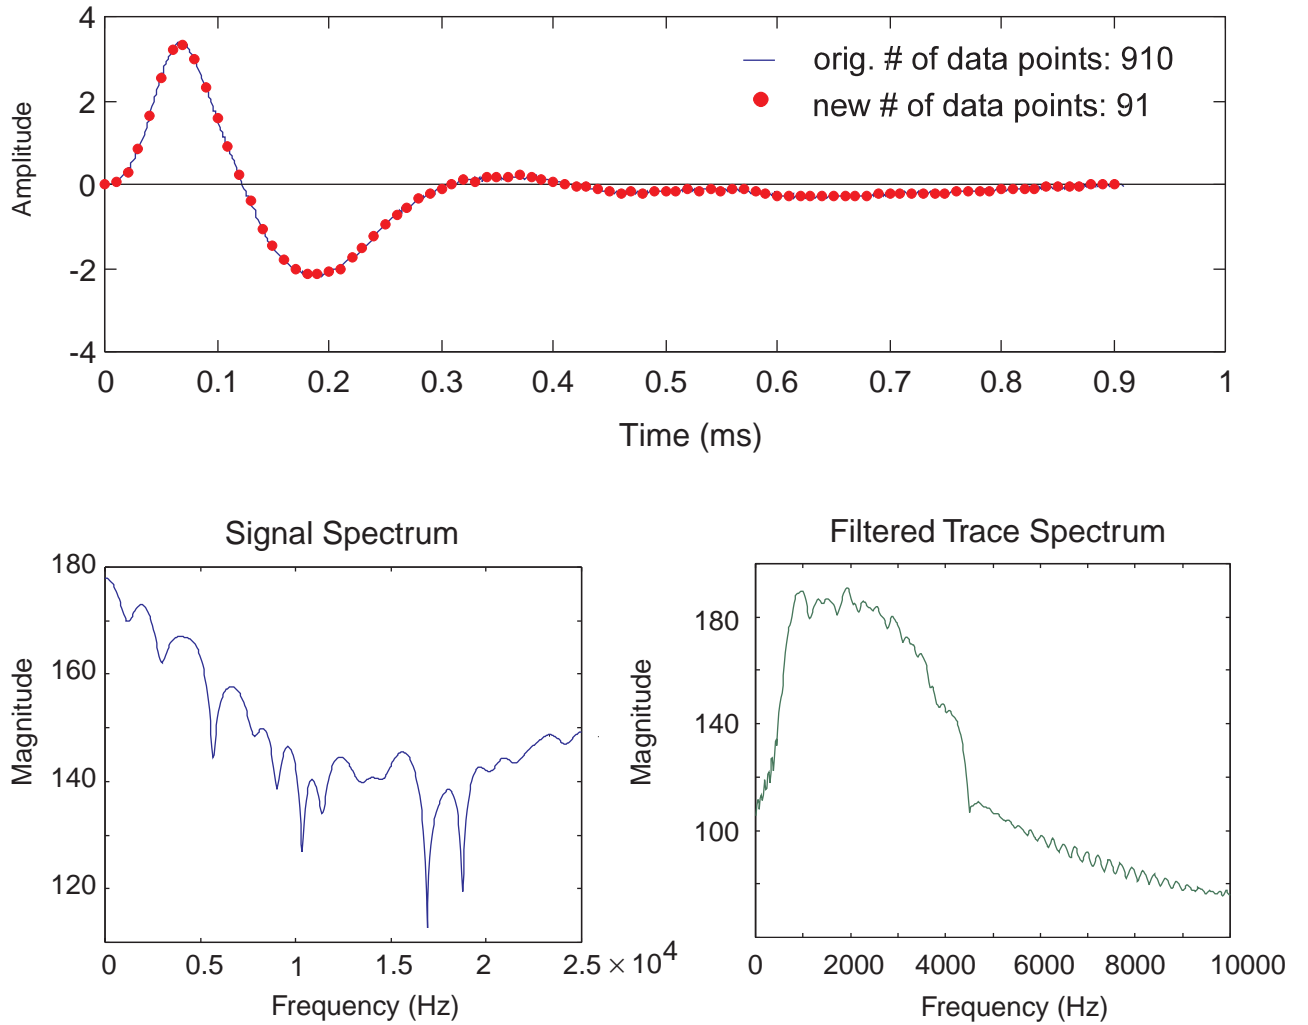 4
2
0
-2
-4
Amplitude
orig. # of data points: 910
new # of data points: 91
0 0.1 0.2 0.3 0.4 0.5 0.6 0.7 0.8 0.9 1
Time (ms)
Signal Spectrum
180
160
140
120
Magnitude
0 0.5 1 2 2.5 × 10^4
Frequency (Hz)
Filtered Trace Spectrum
180
140
100
Magnitude
0 2000 4000 6000 8000 10000
Frequency (Hz)